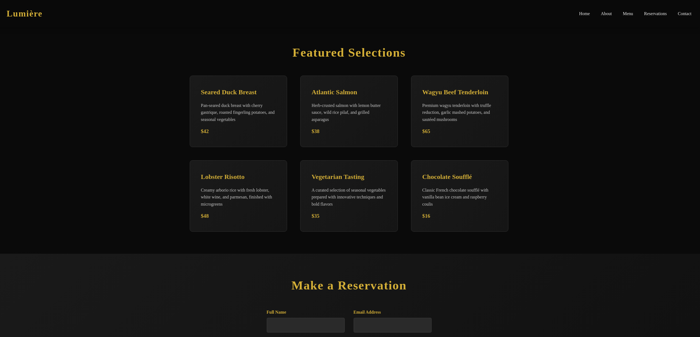 Lumière
Home About Menu Reservations Contact
Featured Selections
Seared Duck Breast
Pan-seared duck breast with cherry
gastrique, roasted fingerling potatoes, and
seasonal vegetables
$42
Atlantic Salmon
Herb-crusted salmon with lemon butter
sauce, wild rice pilaf, and grilled
asparagus
$38
Wagyu Beef Tenderloin
Premium wagyu tenderloin with truffle
reduction, garlic mashed potatoes, and
sautéed mushrooms
$65
Lobster Risotto
Creamy arborio rice with fresh lobster,
white wine, and parmesan, finished with
microgreens
$48
Vegetarian Tasting
A curated selection of seasonal vegetables
prepared with innovative techniques and
bold flavors
$35
Chocolate Soufflé
Classic French chocolate soufflé with
vanilla bean ice cream and raspberry
coulis
$16
Make a Reservation
Full Name
Email Address